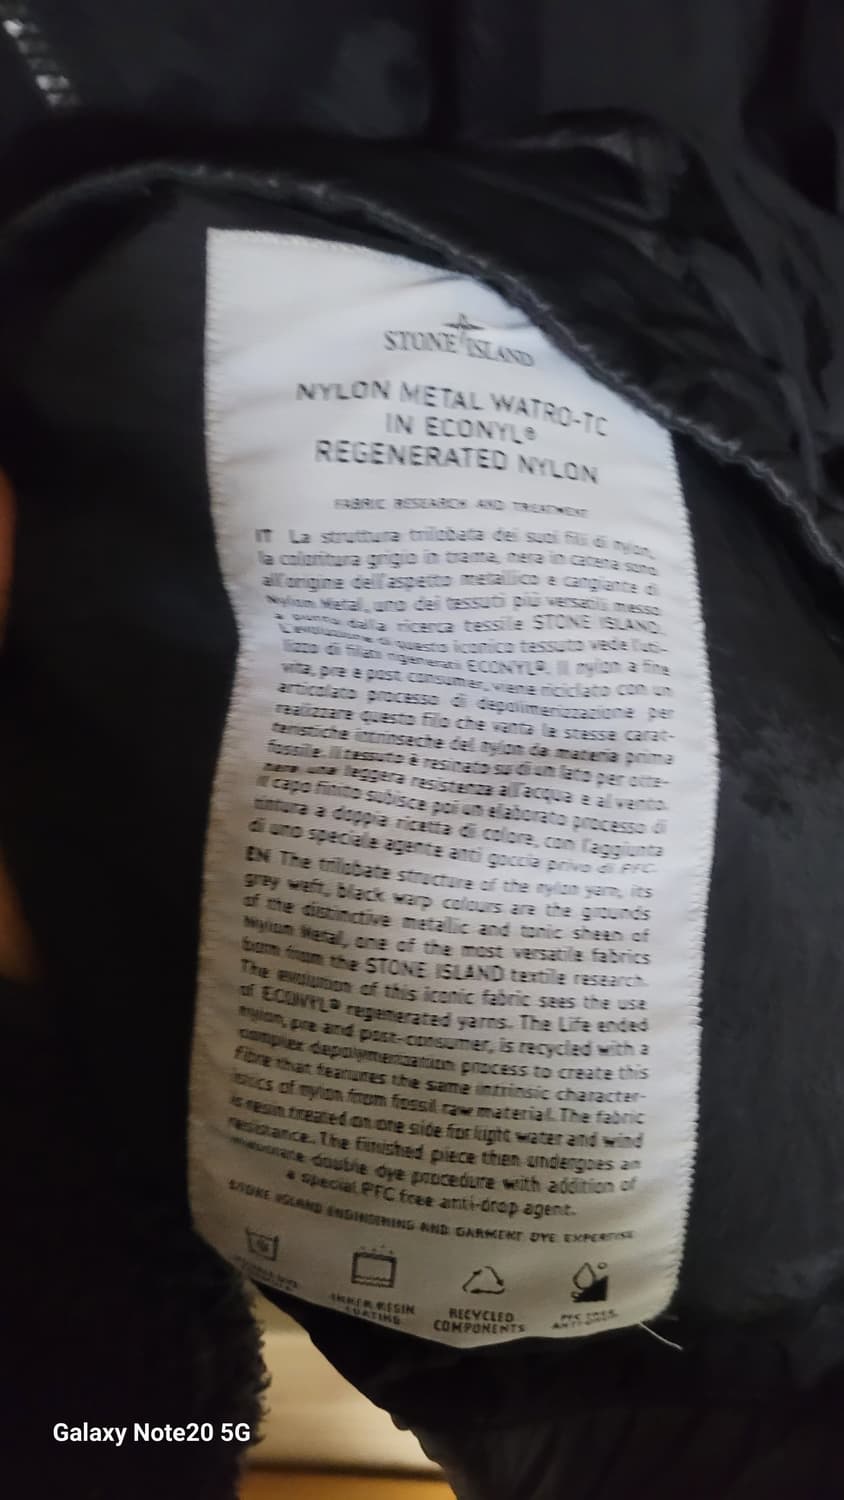 STONE ISLAND
NYLON METAL WATRO-TC
IN ECONYL®
REGENERATED NYLON
FABRIC RESEARCH AND TREATMENT
IT La struttura trilobata dei suoi fili di nylon,
la coloritura grigio in trama, nera in catena sono
all'origine dell'aspetto metallico e cangiante di
Nylon Metal, uno dei tessuti più versatili messo
a punto dalla ricerca tessile STONE ISLAND.
L'evoluzione di questo iconico tessuto vede l'uti-
lizzo di filati rigenerati ECONYL®. Il nylon a fine
vita, pre e post consumer, viene riciclato con un
articolato processo di depolimerizzazione per
realizzare questo filo che vanta le stesse carat-
teristiche intrinseche del nylon da materia prima
fossile. Il tessuto è resinato su di un lato per otte-
nere una leggera resistenza all'acqua e al vento.
Il capo finito subisce poi un elaborato processo di
tintura a doppia ricetta di colore, con l'aggiunta
di uno speciale agente anti goccia privo di PFC.
EN The trilobate structure of the nylon yarn, its
grey weft, black warp colours are the grounds
of the distinctive metallic and tonic sheen of
Nylon Metal, one of the most versatile fabrics
born from the STONE ISLAND textile research.
The evolution of this iconic fabric sees the use
of ECONYL® regenerated yarns. The Life ended
nylon, pre and post-consumer, is recycled with a
complex depolymerization process to create this
fibre that features the same intrinsic character-
istics of nylon from fossil raw material. The fabric
is resin treated on one side for light water and wind
resistance. The finished piece then undergoes an
elaborate double dye procedure with addition of
a special PFC free anti-drop agent.
STONE ISLAND ENGINEERING AND GARMENT DYE EXPERTISE
INNER RESIN
COATING
RECYCLED
COMPONENTS
PFC FREE
ANTI-DROP
Galaxy Note20 5G